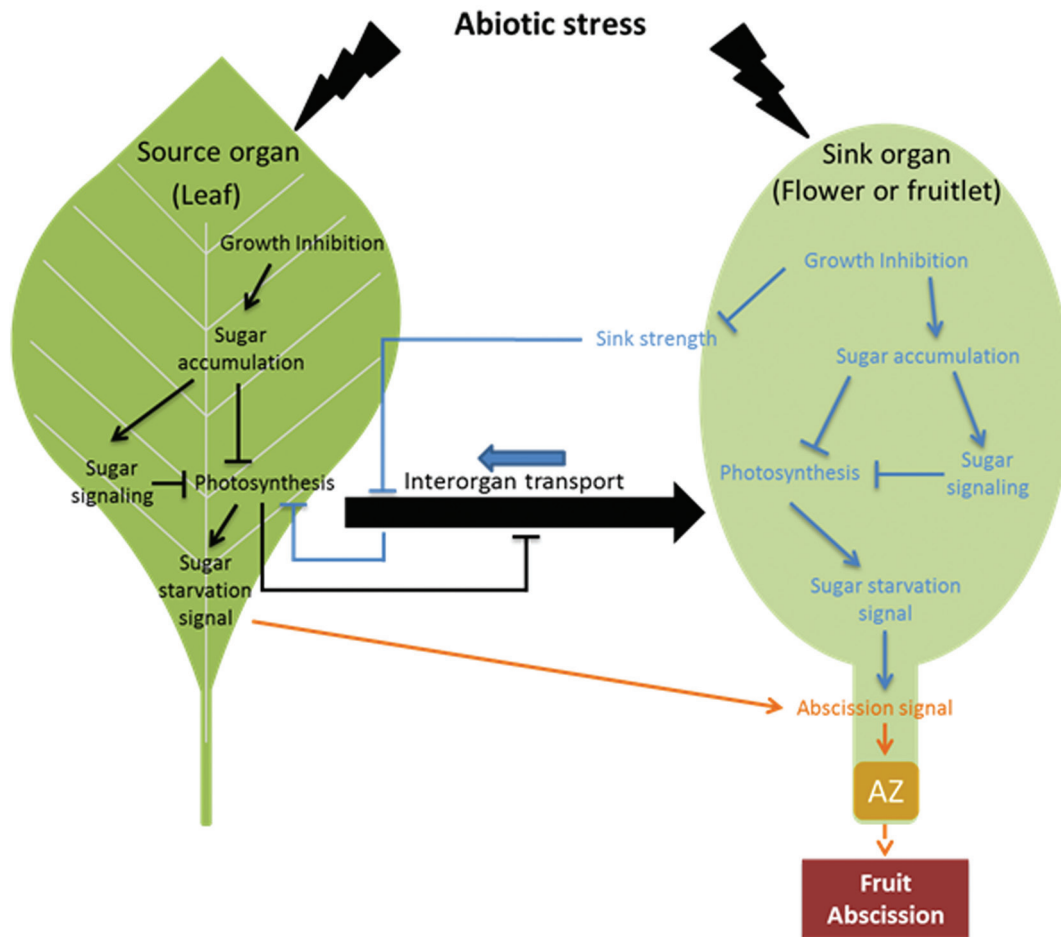 Abiotic stress
Source organ
(Leaf)
Growth Inhibition
Sugar
accumulation
Sugar
signaling
Photosynthesis
Sugar
starvation
signal
Sink strength
Interorgan transport
Sink organ
(Flower or fruitlet)
Growth Inhibition
Sugar accumulation
Photosynthesis
Sugar
signaling
Sugar starvation
signal
Abscission signal
AZ
Fruit
Abscission